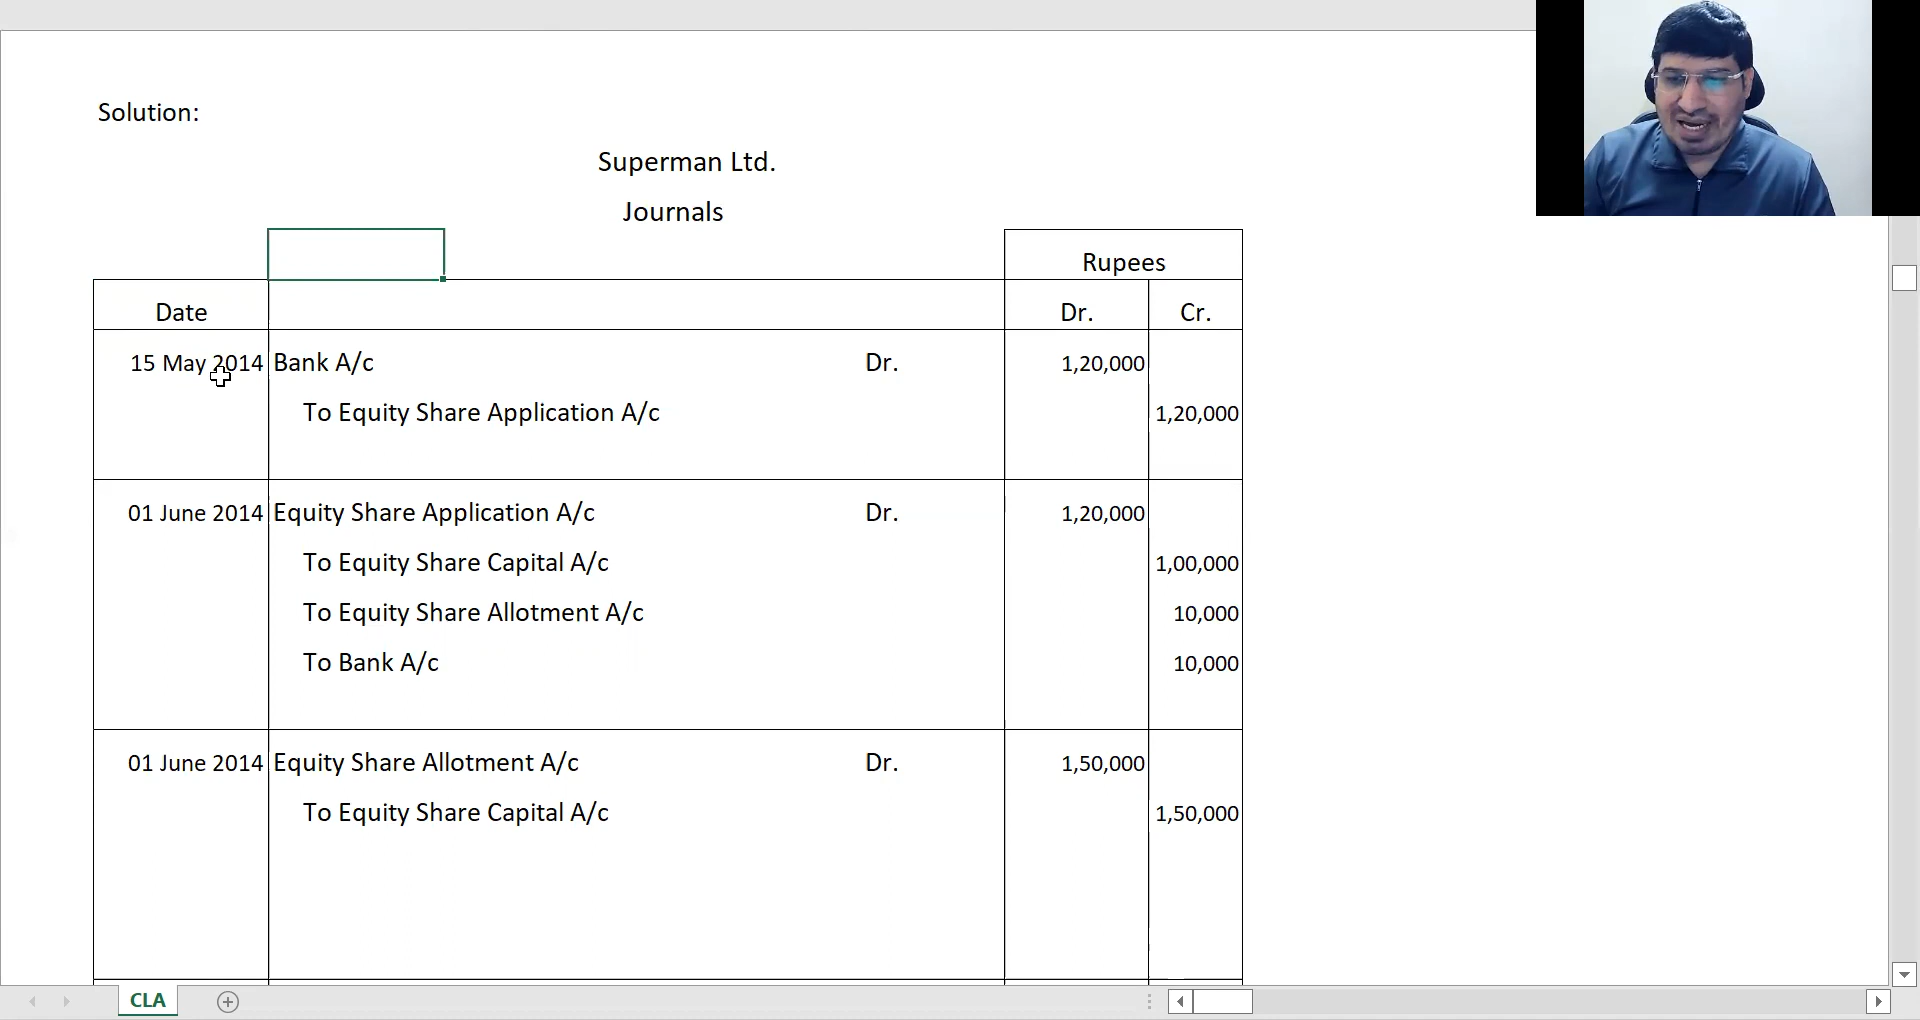 Solution:
Superman Ltd.
Journals
Rupees
Date Dr. Cr.
15 May 2014 Bank A/c Dr. 1,20,000
To Equity Share Application A/c 1,20,000
01 June 2014 Equity Share Application A/c Dr. 1,20,000
To Equity Share Capital A/c 1,00,000
To Equity Share Allotment A/c 10,000
To Bank A/c 10,000
01 June 2014 Equity Share Allotment A/c Dr. 1,50,000
To Equity Share Capital A/c 1,50,000
CLA